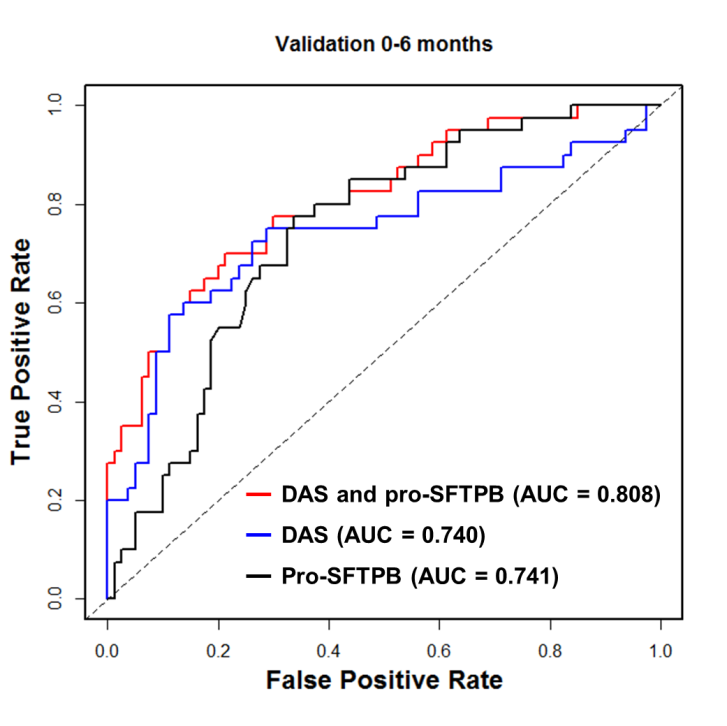 Validation 0-6 months
True Positive Rate
1.0
0.8
0.6
0.4
0.2
0.0
DAS and pro-SFTPB (AUC = 0.808)
DAS (AUC = 0.740)
Pro-SFTPB (AUC = 0.741)
0.0 0.2 0.4 0.6 0.8 1.0
False Positive Rate